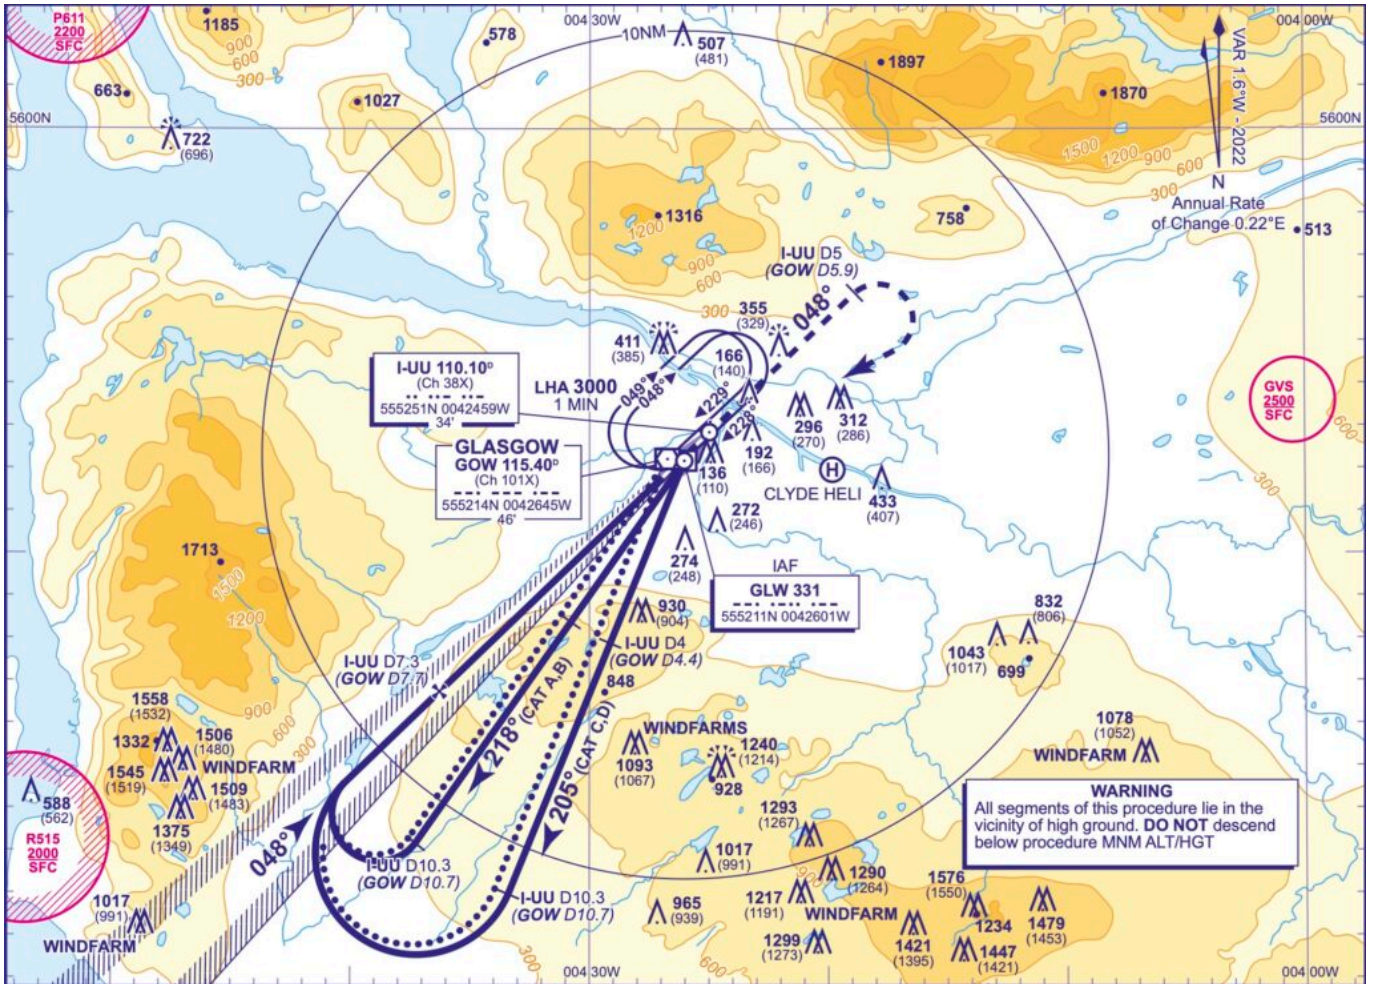 P611
2200
SFC
1185
900
600
300
578
004 30W
10NM
507
(481)
1897
1870
004 00W
VAR 1.6°W - 2022
663
1027
5600N
5600N
722
(696)
1500
1200
900
600
300
N
Annual Rate
of Change 0.22°E
513
1316
1200
900
600
300
758
I-UU D5
(GOW D5.9)
048°
355
(329)
411
(385)
166
(140)
I-UU 110.10D
(Ch 38X)
555251N 0042459W
34'
LHA 3000
1 MIN
049°
048°
229°
228°
296
(270)
312
(286)
GVS
2500
SFC
600
300
GLASGOW
GOW 115.40D
(Ch 101X)
555214N 0042645W
46'
136
(110)
192
(166)
H
CLYDE HELI
433
(407)
272
(246)
274
(248)
IAF
GLW 331
555211N 0042601W
1713
1500
1200
900
600
300
930
(904)
832
(806)
1043
(1017)
699
I-UU D4
(GOW D4.4)
I-UU D7.3
(GOW D7.7)
848
218° (CAT A,B)
205° (CAT C,D)
1558
(1532)
1332
1506
(1480)
WINDFARM
1545
(1519)
1509
(1483)
1375
(1349)
WINDFARMS
1093
(1067)
1240
(1214)
928
1078
(1052)
WINDFARM
WARNING
All segments of this procedure lie in the
vicinity of high ground. DO NOT descend
below procedure MNM ALT/HGT
588
(562)
R515
2000
SFC
048°
I-UU D10.3
(GOW D10.7)
I-UU D10.3
(GOW D10.7)
1293
(1267)
1017
(991)
1290
(1264)
1217
(1191)
WINDFARM
1576
(1550)
1234
1479
(1453)
1017
(991)
WINDFARM
965
(939)
1299
(1273)
1421
(1395)
1447
(1421)
300
600
004 30W
004 00W